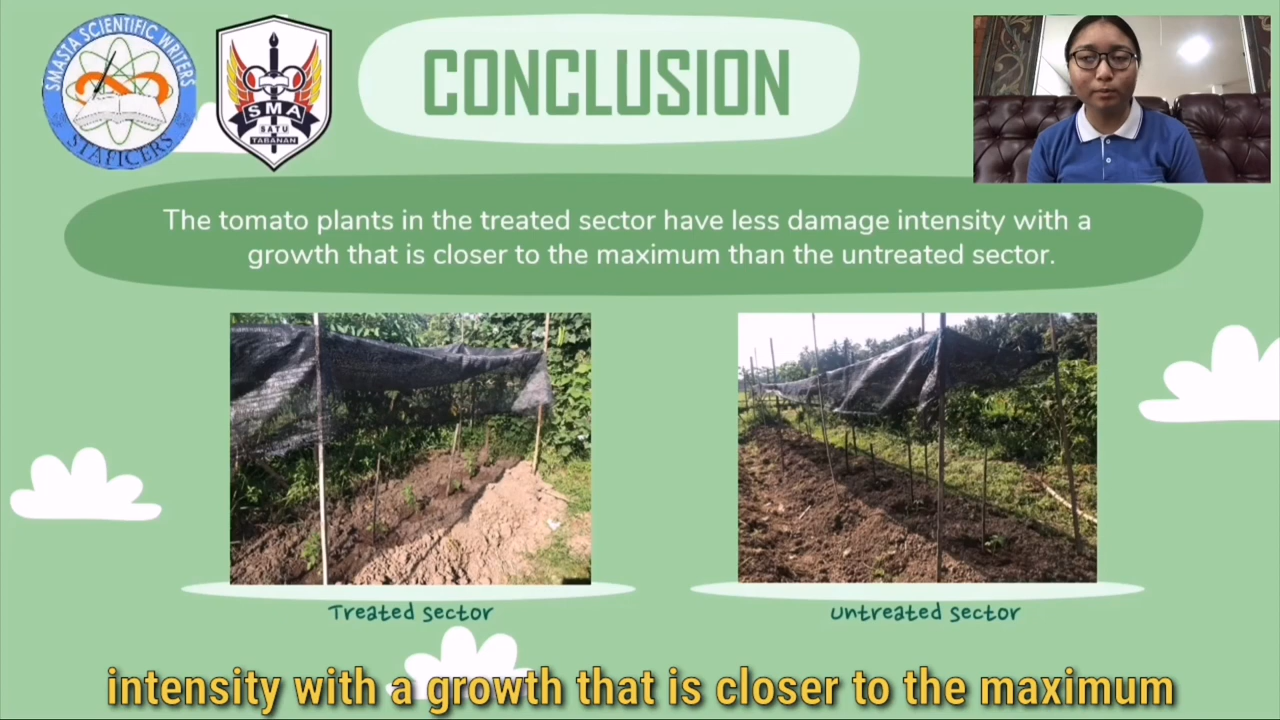 SMASTA SCIENTIFIC WRITERS
STAFICERS
SMA
SATU
TABANAN
CONCLUSION
The tomato plants in the treated sector have less damage intensity with a
growth that is closer to the maximum than the untreated sector.
Treated sector
Untreated sector
intensity with a growth that is closer to the maximum